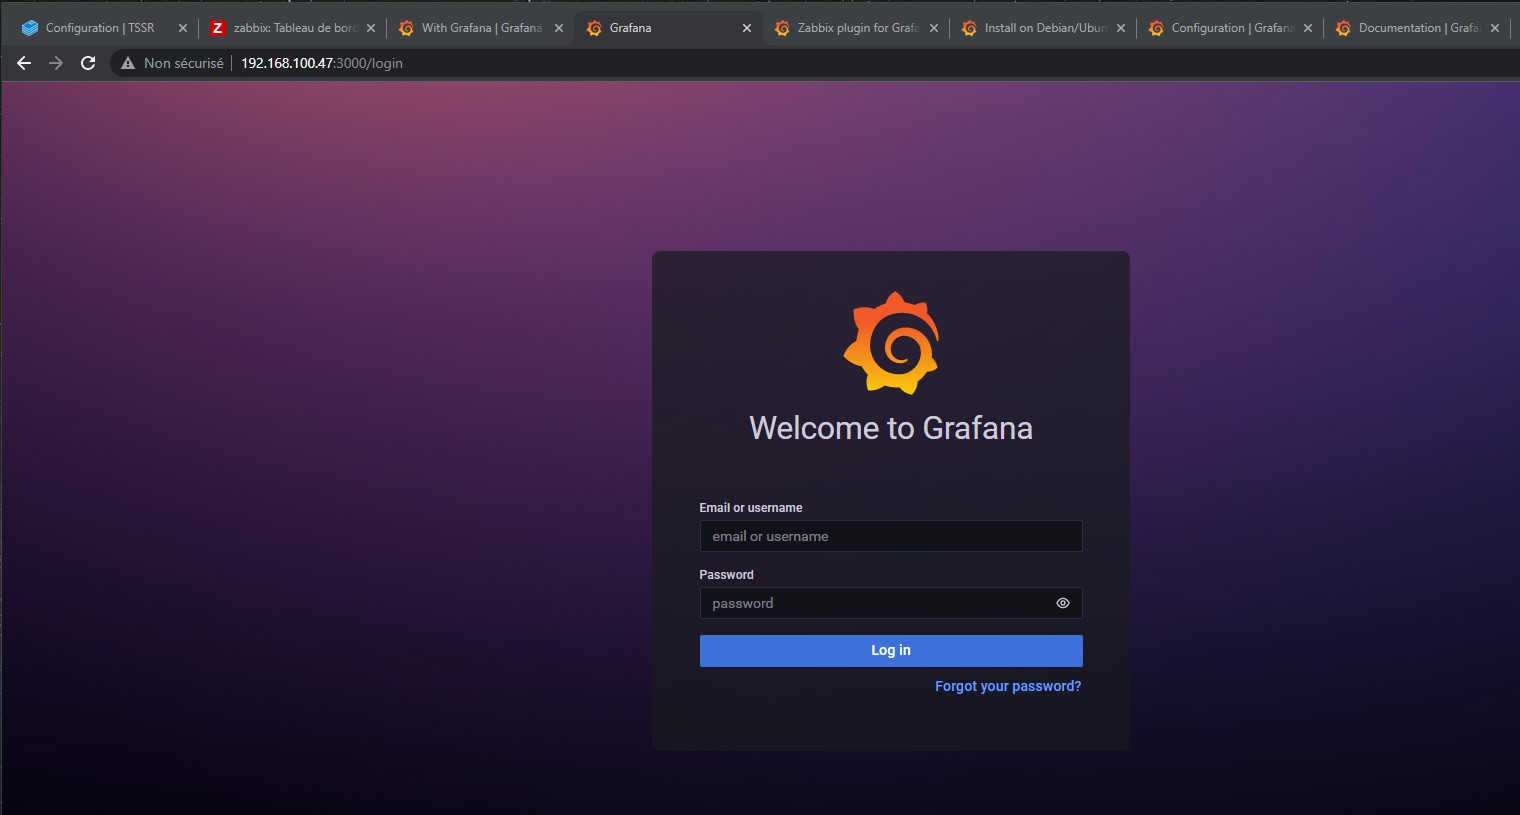 Configuration | TSSR
zabbix: Tableau de bord
With Grafana | Grafana
Grafana
Zabbix plugin for Grafa
Install on Debian/Ubun
Configuration | Grafana
Documentation | Grafan
Non sécurisé
192.168.100.47:3000/login
Welcome to Grafana
Email or username
email or username
Password
password
Log in
Forgot your password?